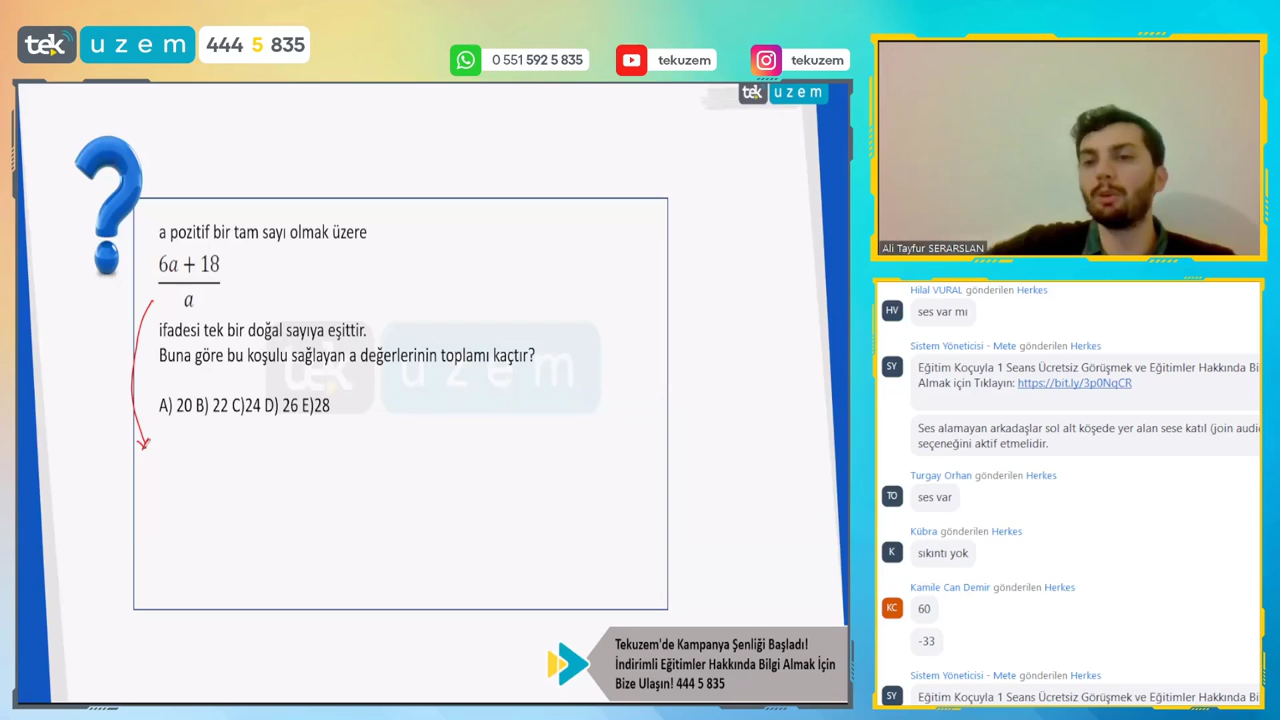 tek uzem 444 5 835
0 551 592 5 835
tekuzem
tekuzem
tek uzem
a pozitif bir tam sayı olmak üzere
6a + 18
a
ifadesi tek bir doğal sayıya eşittir.
Buna göre bu koşulu sağlayan a değerlerinin toplamı kaçtır?
A) 20 B) 22 C)24 D) 26 E)28
tek uzem
Tekuzem'de Kampanya Şenliği Başladı!
İndirimli Eğitimler Hakkında Bilgi Almak İçin
Bize Ulaşın! 444 5 835
Ali Tayfur SERARSLAN
Hilal VURAL gönderilen Herkes
HV
ses var mı
Sistem Yöneticisi - Mete gönderilen Herkes
SY
Eğitim Koçuyla 1 Seans Ücretsiz Görüşmek ve Eğitimler Hakkında Bi
Almak için Tıklayın: https://bit.ly/3p0NqCR
Ses alamayan arkadaşlar sol alt köşede yer alan sese katıl (join audi
seçeneğini aktif etmelidir.
Turgay Orhan gönderilen Herkes
TO
ses var
Kübra gönderilen Herkes
K
sıkıntı yok
Kamile Can Demir gönderilen Herkes
KC
60
-33
Sistem Yöneticisi - Mete gönderilen Herkes
SY
Eğitim Koçuyla 1 Seans Ücretsiz Görüşmek ve Eğitimler Hakkında Bi